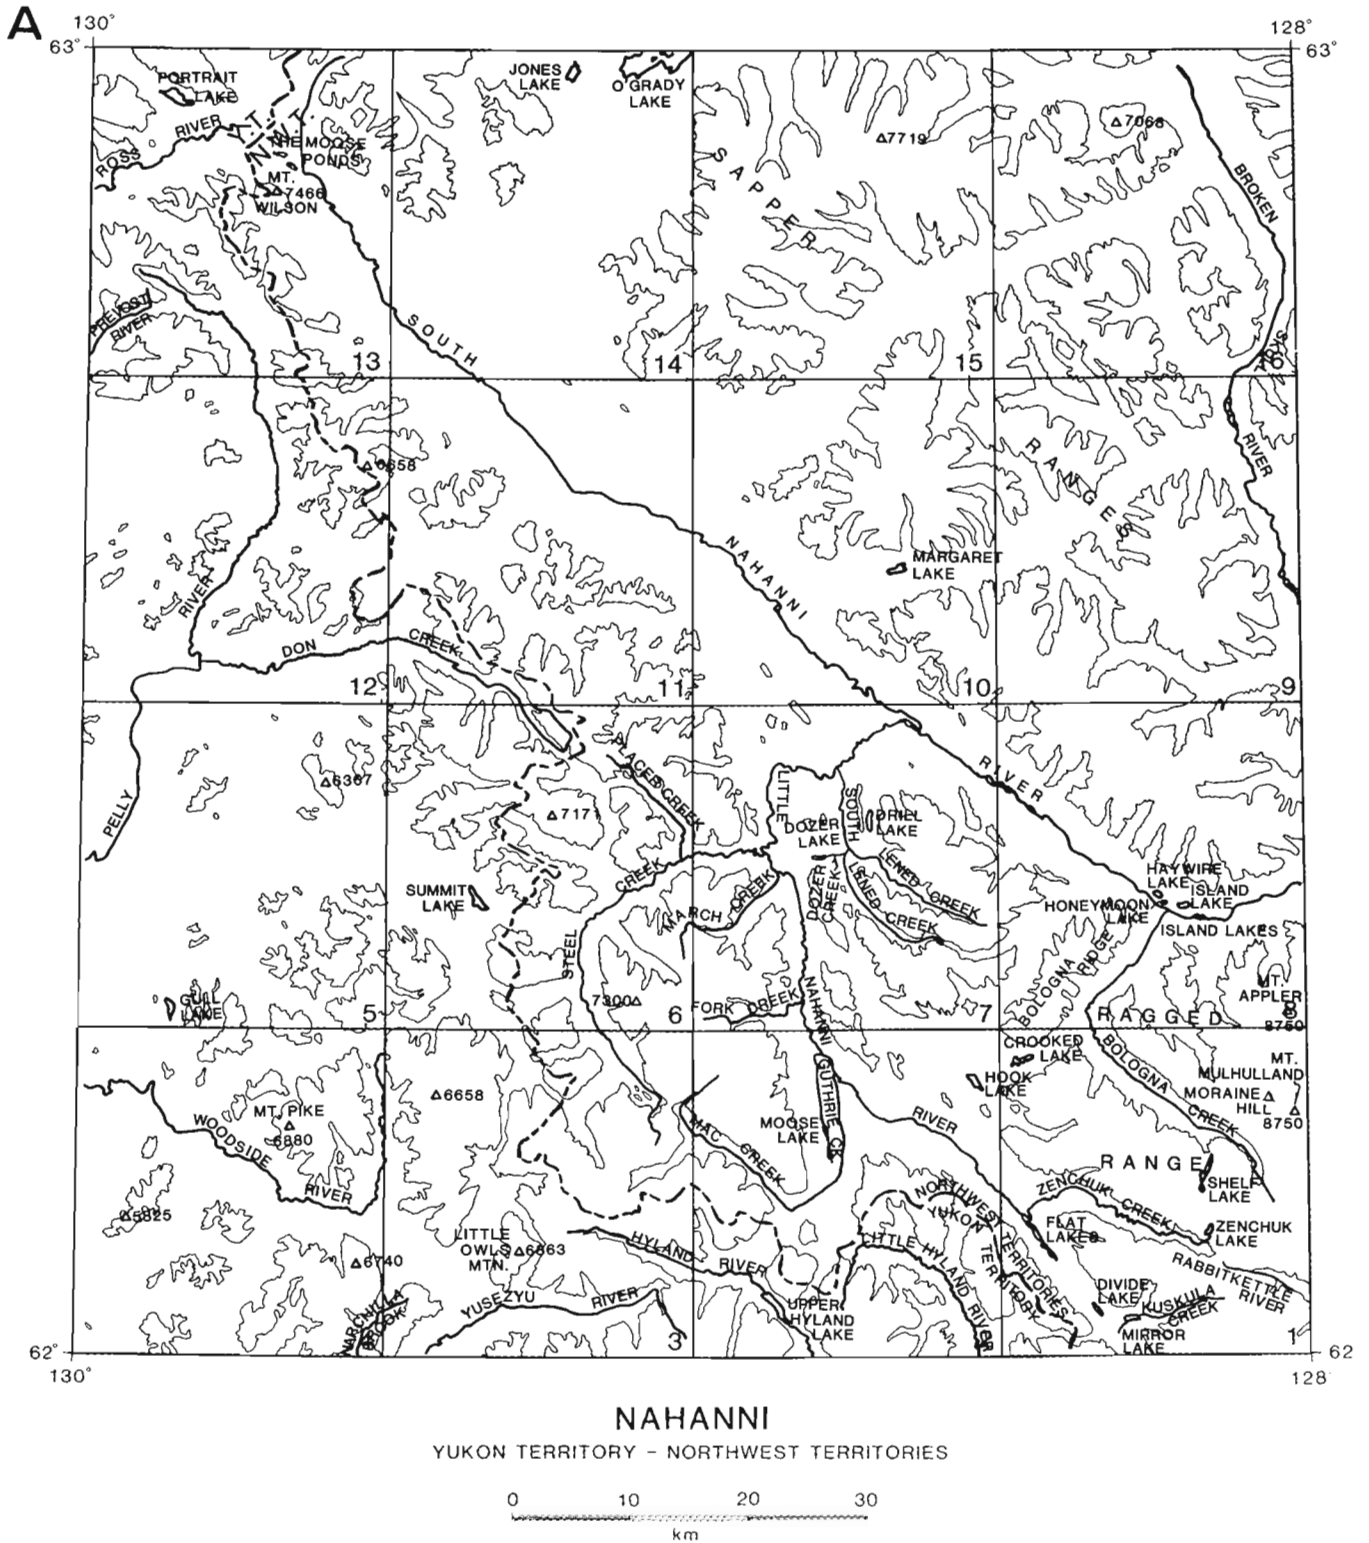 A
130°
128°
63°
63°
PORTRAIT
LAKE
JONES
LAKE
O'GRADY
LAKE
ROSS
RIVER
Y.T.
N.T.
THE MOOSE
PONDS
MT.
7466
WILSON
7719
7068
SAPPER
BROKEN
PREVOST
RIVER
SOUTH
SKULL
13
14
15
6658
RANGES
RIVER
NAHANNI
MARGARET
LAKE
RIVER
DON
CREEK
12
11
10
9
PELLY
6367
PLACER CREEK
7171
LITTLE
SOUTH
RIVER
DOZER
LAKE
DRILL
LAKE
CREEK
SUMMIT
LAKE
MARCH
CREEK
DOZER
CREEK
LENED CREEK
LENED
CREEK
HAYWIRE
LAKE
ISLAND
LAKE
HONEYMOON
LAKE
ISLAND LAKES
STEEL
BOLOGNA
RIDGE
GULL
LAKE
7300
FORK CREEK
NAHANNI
MT.
APPLER
8760
5
6
7
RAGGED
CROOKED
LAKE
BOLOGNA
CREEK
HOOK
LAKE
MT.
MULHULLAND
MORAINE
HILL
8750
6658
MT. PIKE
6880
WOODSIDE
RIVER
LIAC CREEK
MOOSE
LAKE
GUTHRIE CK
RIVER
RANGE
SHELF
LAKE
5825
ZENCHUK
CREEK
ZENCHUK
LAKE
NORTHWEST
TERRITORIES
YUKON
TERRITORY
FLAT
LAKES
LITTLE
OWLS
MTN.
6863
6740
HYLAND
RIVER
LITTLE HYLAND RIVER
RABBITKETTLE
RIVER
DIVIDE
LAKE
KUSKULA
CREEK
MIRROR
LAKE
UPPER
HYLAND
LAKE
YUSEZYU
RIVER
BROOK
3
1
62°
62
130°
128
NAHANNI
YUKON TERRITORY – NORTHWEST TERRITORIES
0 10 20 30
km